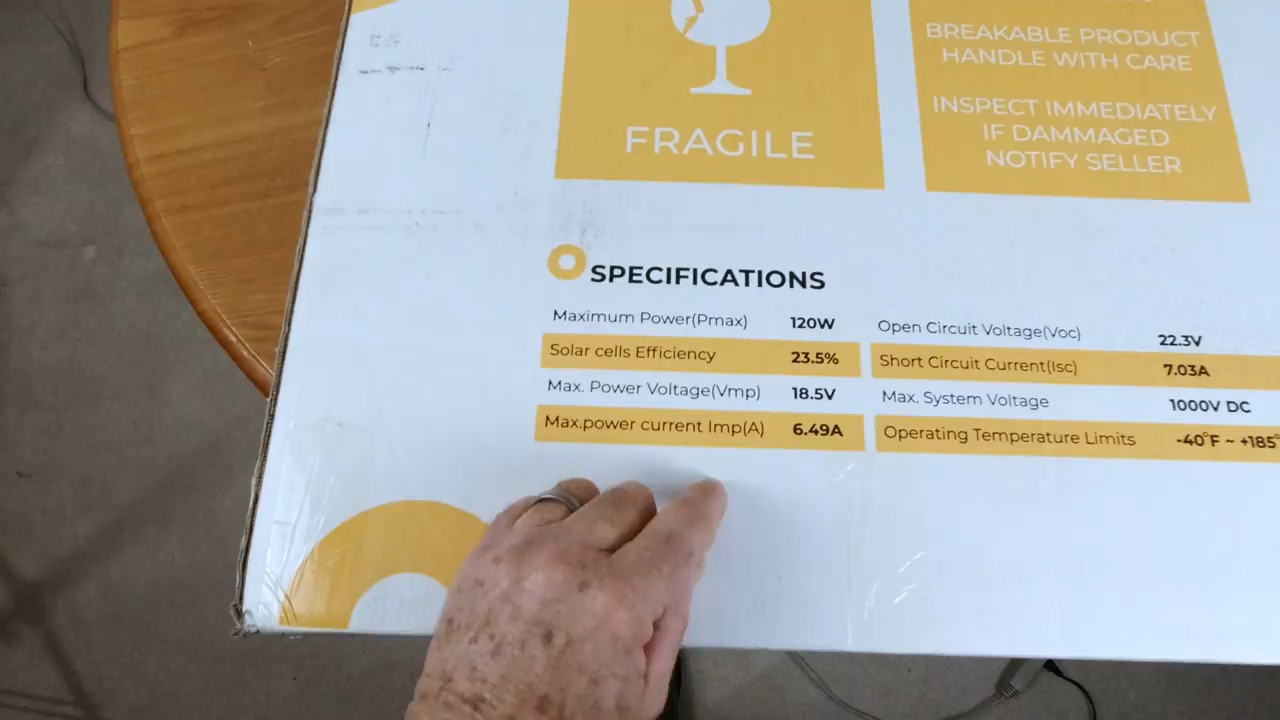 FRAGILE
BREAKABLE PRODUCT
HANDLE WITH CARE
INSPECT IMMEDIATELY
IF DAMMAGED
NOTIFY SELLER
SPECIFICATIONS
Maximum Power(Pmax) 120W
Solar cells Efficiency 23.5%
Max. Power Voltage(Vmp) 18.5V
Max.power current Imp(A) 6.49A
Open Circuit Voltage(Voc) 22.3V
Short Circuit Current(Isc) 7.03A
Max. System Voltage 1000V DC
Operating Temperature Limits -40°F ~ +185°